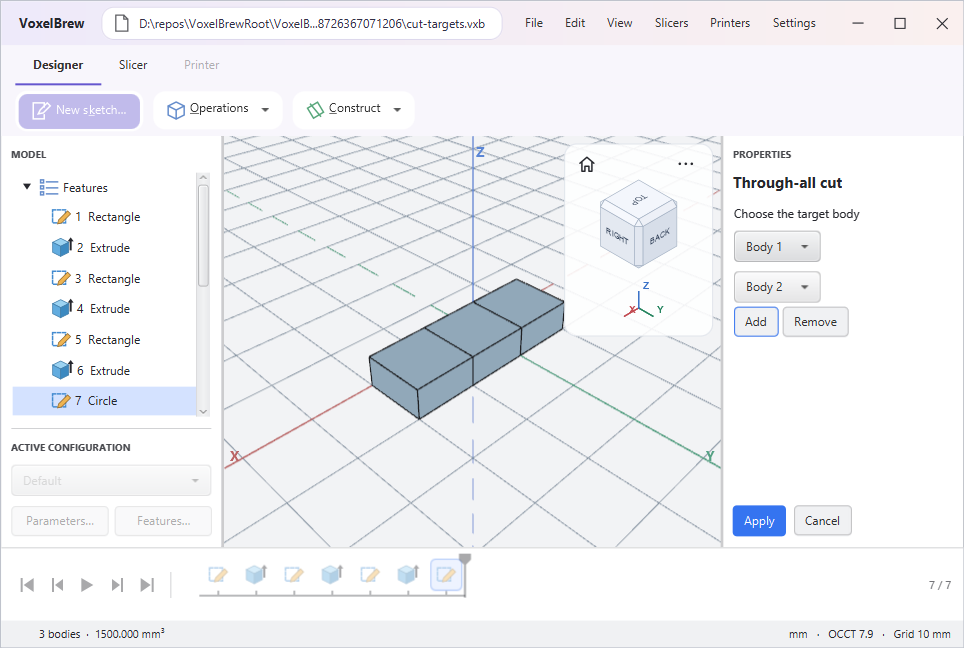 VoxelBrew
D:\repos\VoxelBrewRoot\VoxelB...8726367071206\cut-targets.vxb
File Edit View Slicers Printers Settings
Designer Slicer Printer
New sketch... Operations Construct
MODEL
Features
1 Rectangle
2 Extrude
3 Rectangle
4 Extrude
5 Rectangle
6 Extrude
7 Circle
ACTIVE CONFIGURATION
Default
Parameters... Features...
Z
X
Y
TOP
RIGHT BACK
Z
X Y
PROPERTIES
Through-all cut
Choose the target body
Body 1
Body 2
Add Remove
Apply Cancel
7 / 7
3 bodies · 1500.000 mm³
mm · OCCT 7.9 · Grid 10 mm